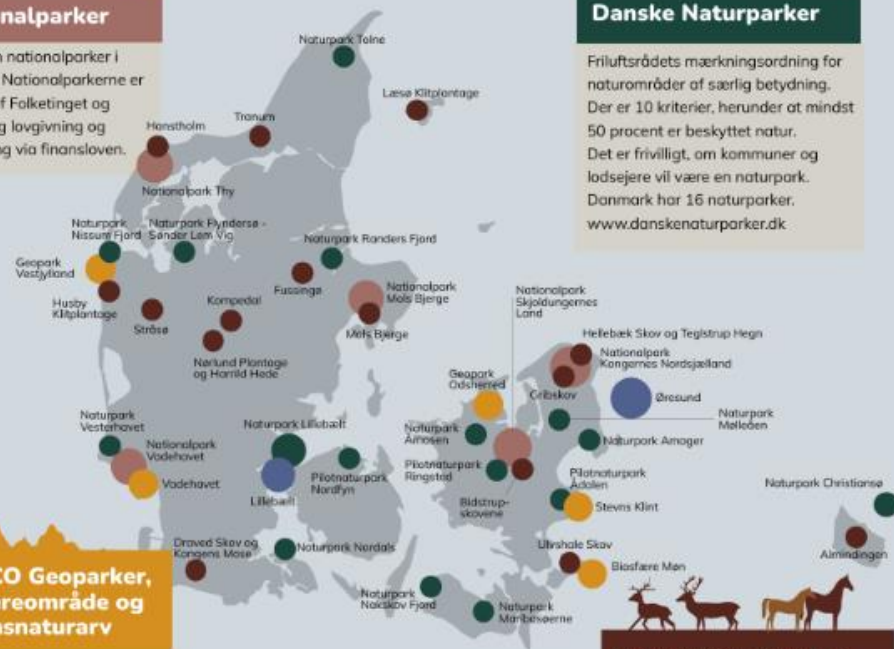 nalparker
nationalparker i
Nationalparkerne er
f Folketinget og
g lovgivning og
ng via finansloven.
Danske Naturparker
Friluftsrådets mærkningsordning for
naturområder af særlig betydning.
Der er 10 kriterier, herunder at mindst
50 procent er beskyttet natur.
Det er frivilligt, om kommuner og
lodsejere vil være en naturpark.
Danmark har 16 naturparker.
www.danskenaturparker.dk
Naturpark Tolne
Læsø Klitplantage
Tranum
Hanstholm
Nationalpark Thy
Naturpark
Nissum Fjord
Naturpark Flyndersø -
Sønder Lem Vig
Naturpark Randers Fjord
Geopark
Vestjylland
Husby
Klitplantage
Stråsø
Kompedal
Fussingø
Nationalpark
Mols Bjerge
Mols Bjerge
Nørlund Plantage
og Harrild Hede
Nationalpark
Skjoldungernes
Land
Hellebæk Skov og Teglstrup Hegn
Nationalpark
Kongernes Nordsjælland
Geopark
Odsherred
Gribskov
Øresund
Naturpark
Mølleåen
Naturpark
Vesterhavet
Nationalpark
Vadehavet
Vadehavet
Naturpark Lillebælt
Lillebælt
Pilotnaturpark
Nordfyn
Naturpark
Åmosen
Naturpark Amager
Pilotnaturpark
Ringsted
Bidstrup-
skovene
Pilotnaturpark
Ådalen
Stevns Klint
Naturpark Christiansø
Almindingen
Draved Skov og
Kongens Mose
Naturpark Nordals
Ulvshale Skov
Biosfære Møn
Naturpark
Nakskov Fjord
Naturpark
Maribosøerne
CO Geoparker,
reområde og
nsnaturarv